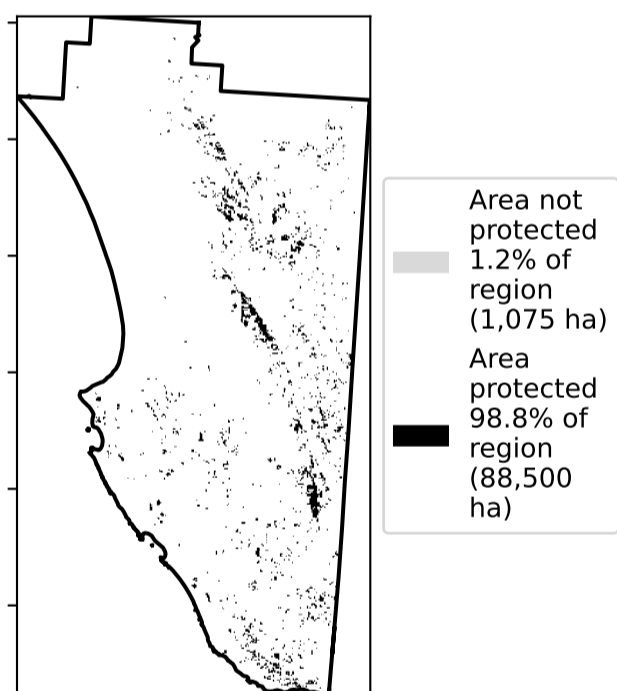 Area not
protected
1.2% of
region
(1,075 ha)
Area
protected
98.8% of
region
(88,500
ha)